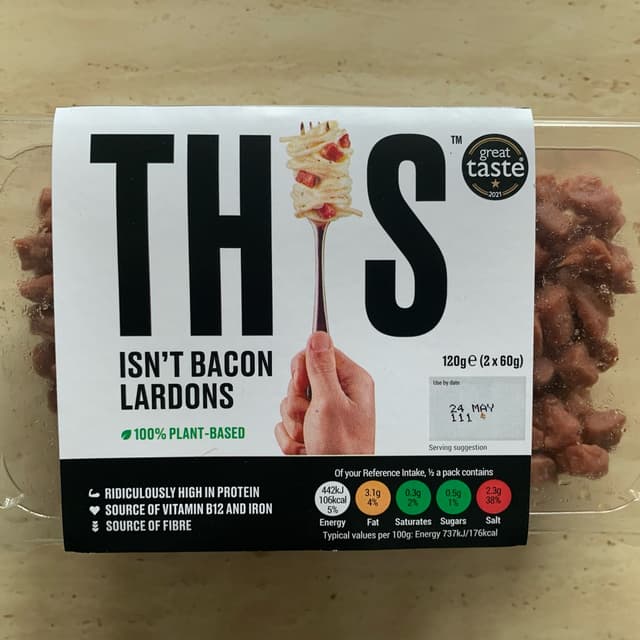 THIS™
great
taste
2021
ISN'T BACON
LARDONS
100% PLANT-BASED
120g e (2 x 60g)
Use by date
24 MAY
111
Serving suggestion
RIDICULOUSLY HIGH IN PROTEIN
SOURCE OF VITAMIN B12 AND IRON
SOURCE OF FIBRE
Of your Reference Intake, ½ a pack contains
442kJ 3.1g 0.3g 0.5g 2.3g
106kcal 4% 2% 1% 38%
5%
Energy Fat Saturates Sugars Salt
Typical values per 100g: Energy 737kJ/176kcal